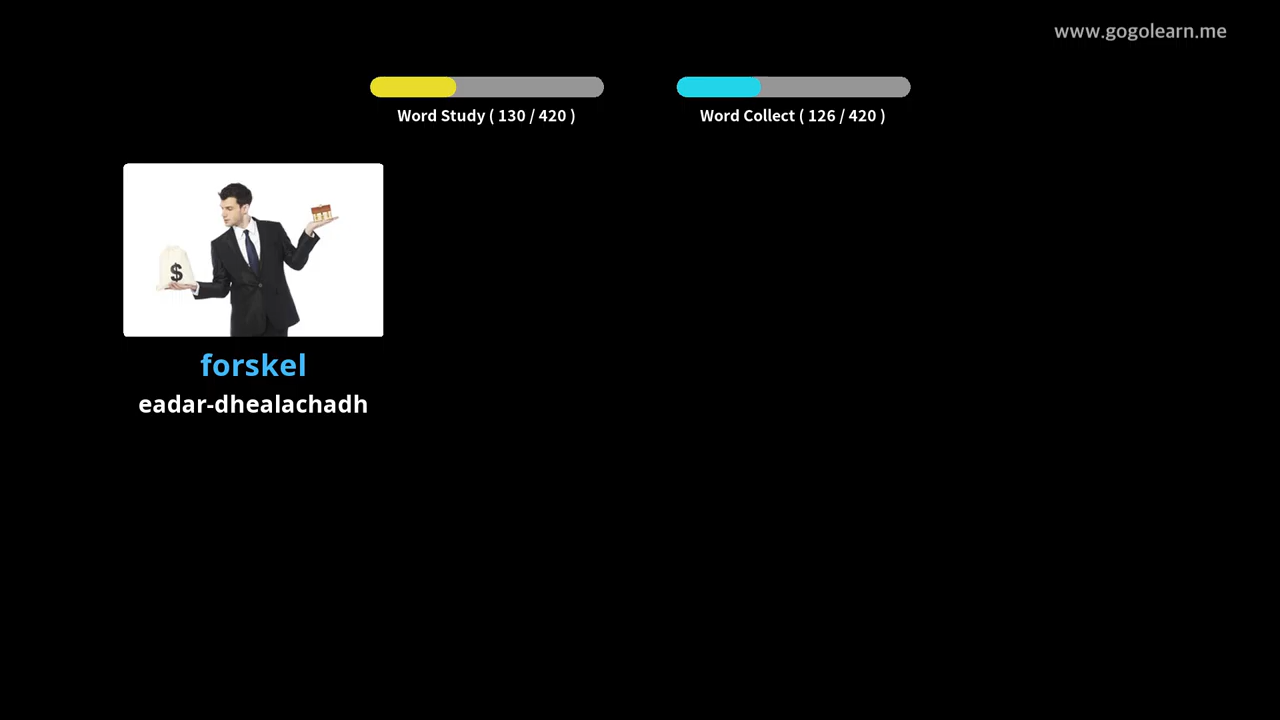 www.gogolearn.me
Word Study ( 130 / 420 )
Word Collect ( 126 / 420 )
$
forskel
eadar-dhealachadh